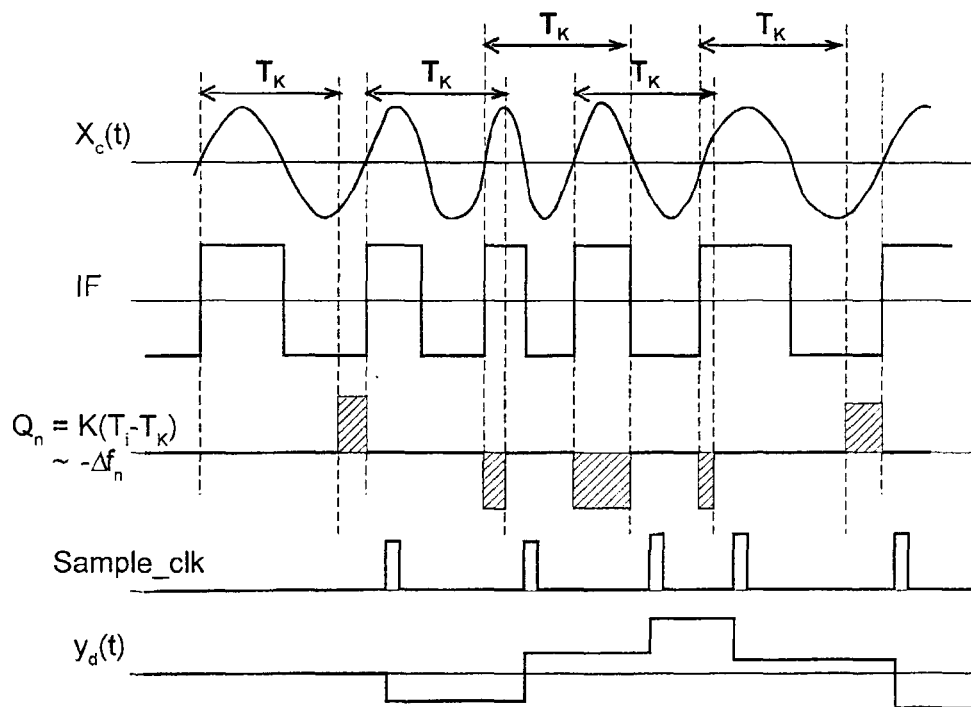 T_K T_K
T_K T_K T_K
X_c(t)
IF
Q_n = K(T_i-T_K)
~ -Δf_n
Sample_clk
y_d(t)